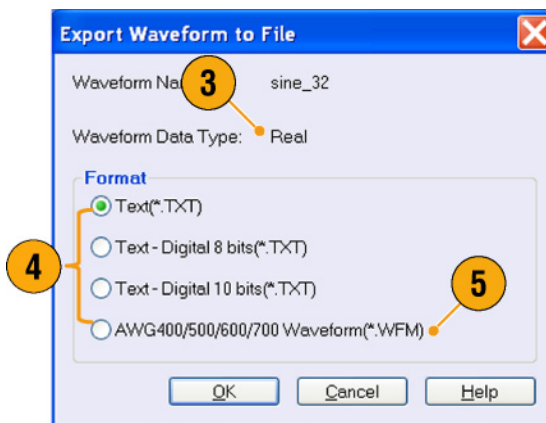 Export Waveform to File
Waveform Na 3 sine_32
Waveform Data Type: Real
Format
Text(*.TXT)
Text - Digital 8 bits(*.TXT)
4
Text - Digital 10 bits(*.TXT)
5
AWG400/500/600/700 Waveform(*.WFM)
OK Cancel Help